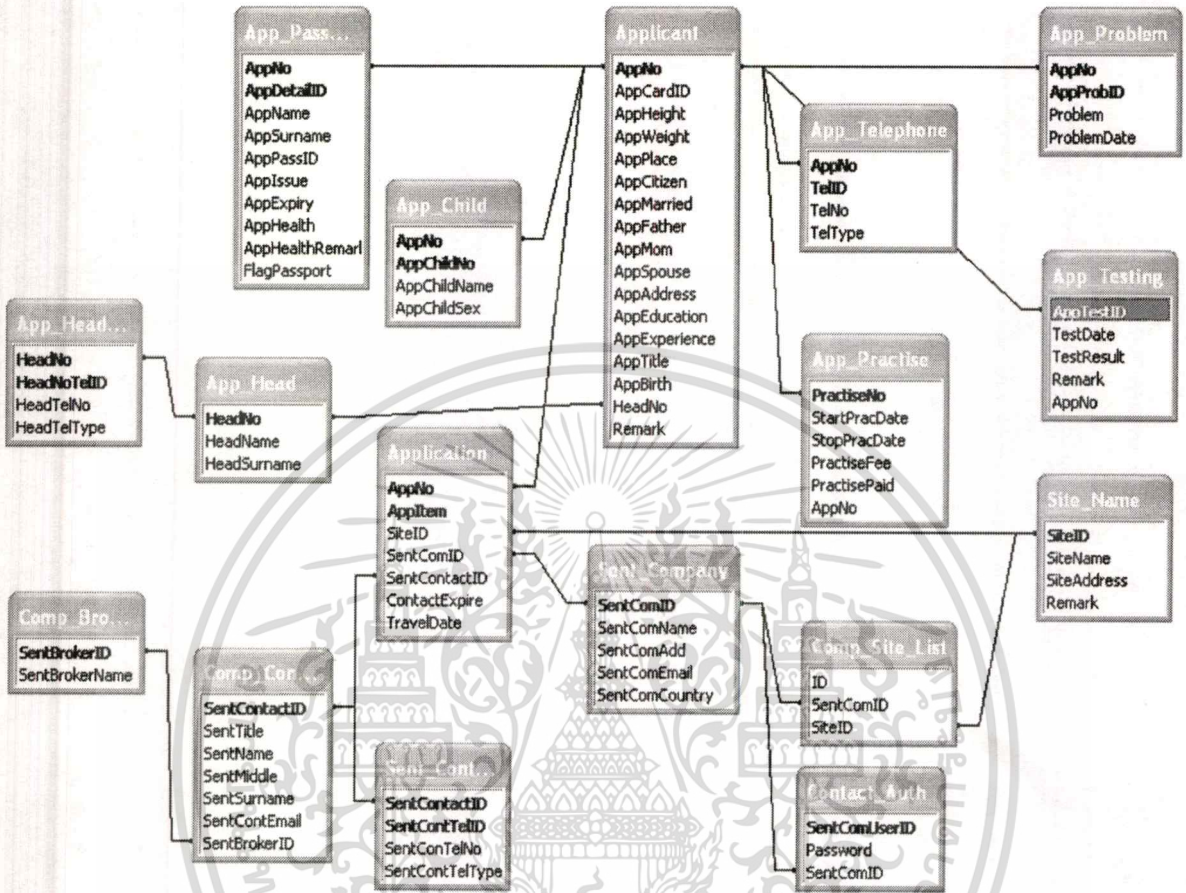 App_Pass...
AppNo
AppDetailID
AppName
AppSurname
AppPassID
AppIssue
AppExpiry
AppHealth
AppHealthRemarl
FlagPassport
Applicant
AppNo
AppCardID
AppHeight
AppWeight
AppPlace
AppCitizen
AppMarried
AppFather
AppMom
AppSpouse
AppAddress
AppEducation
AppExperience
AppTitle
AppBirth
HeadNo
Remark
App_Problem
AppNo
AppProbID
Problem
ProblemDate
App_Telephone
AppNo
TelID
TelNo
TelType
App_Child
AppNo
AppChildNo
AppChildName
AppChildSex
App_Testing
AppTestID
TestDate
TestResult
Remark
AppNo
App_Head...
HeadNo
HeadNoTelID
HeadTelNo
HeadTelType
App_Head
HeadNo
HeadName
HeadSurname
App_Practise
PractiseNo
StartPracDate
StopPracDate
PractiseFee
PractisePaid
AppNo
Application
AppNo
AppItem
SiteID
SentComID
SentContactID
ContactExpire
TravelDate
Site_Name
SiteID
SiteName
SiteAddress
Remark
Sent_Company
SentComID
SentComName
SentComAdd
SentComEmail
SentComCountry
Comp_Bro...
SentBrokerID
SentBrokerName
Comp_Con...
SentContactID
SentTitle
SentName
SentMiddle
SentSurname
SentContEmail
SentBrokerID
Comp_Site_List
ID
SentComID
SiteID
Sent_Cont...
SentContactID
SentContTelID
SentConTelNo
SentContTelType
Contact_Auth
SentComUserID
Password
SentComID